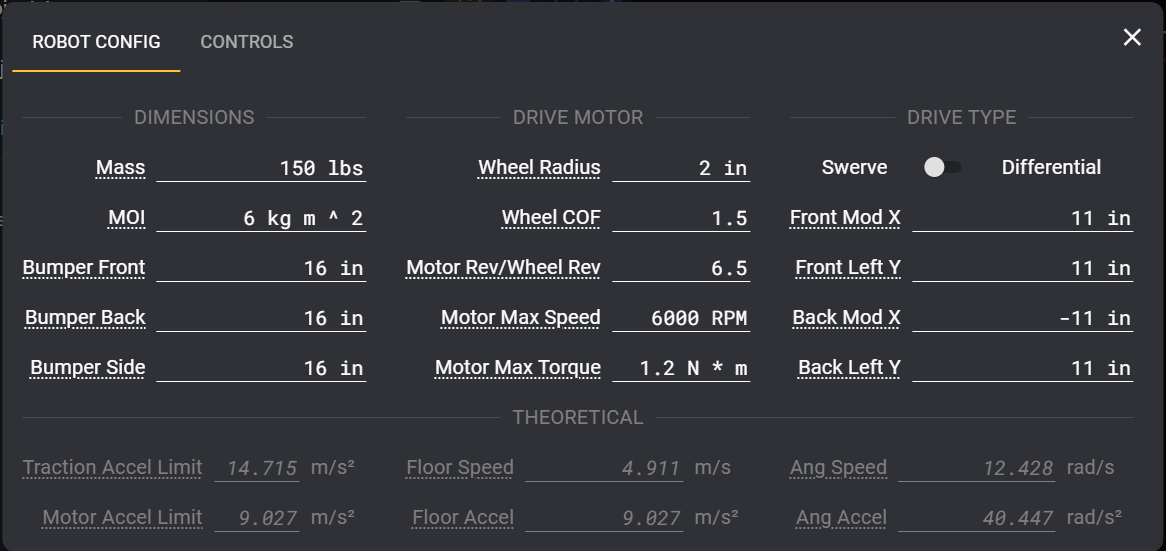 ROBOT CONFIG CONTROLS
DIMENSIONS DRIVE MOTOR DRIVE TYPE
Mass 150 lbs Wheel Radius 2 in Swerve Differential
MOI 6 kg m ^ 2 Wheel COF 1.5 Front Mod X 11 in
Bumper Front 16 in Motor Rev/Wheel Rev 6.5 Front Left Y 11 in
Bumper Back 16 in Motor Max Speed 6000 RPM Back Mod X -11 in
Bumper Side 16 in Motor Max Torque 1.2 N * m Back Left Y 11 in
THEORETICAL
Traction Accel Limit 14.715 m/s² Floor Speed 4.911 m/s Ang Speed 12.428 rad/s
Motor Accel Limit 9.027 m/s² Floor Accel 9.027 m/s² Ang Accel 40.447 rad/s²